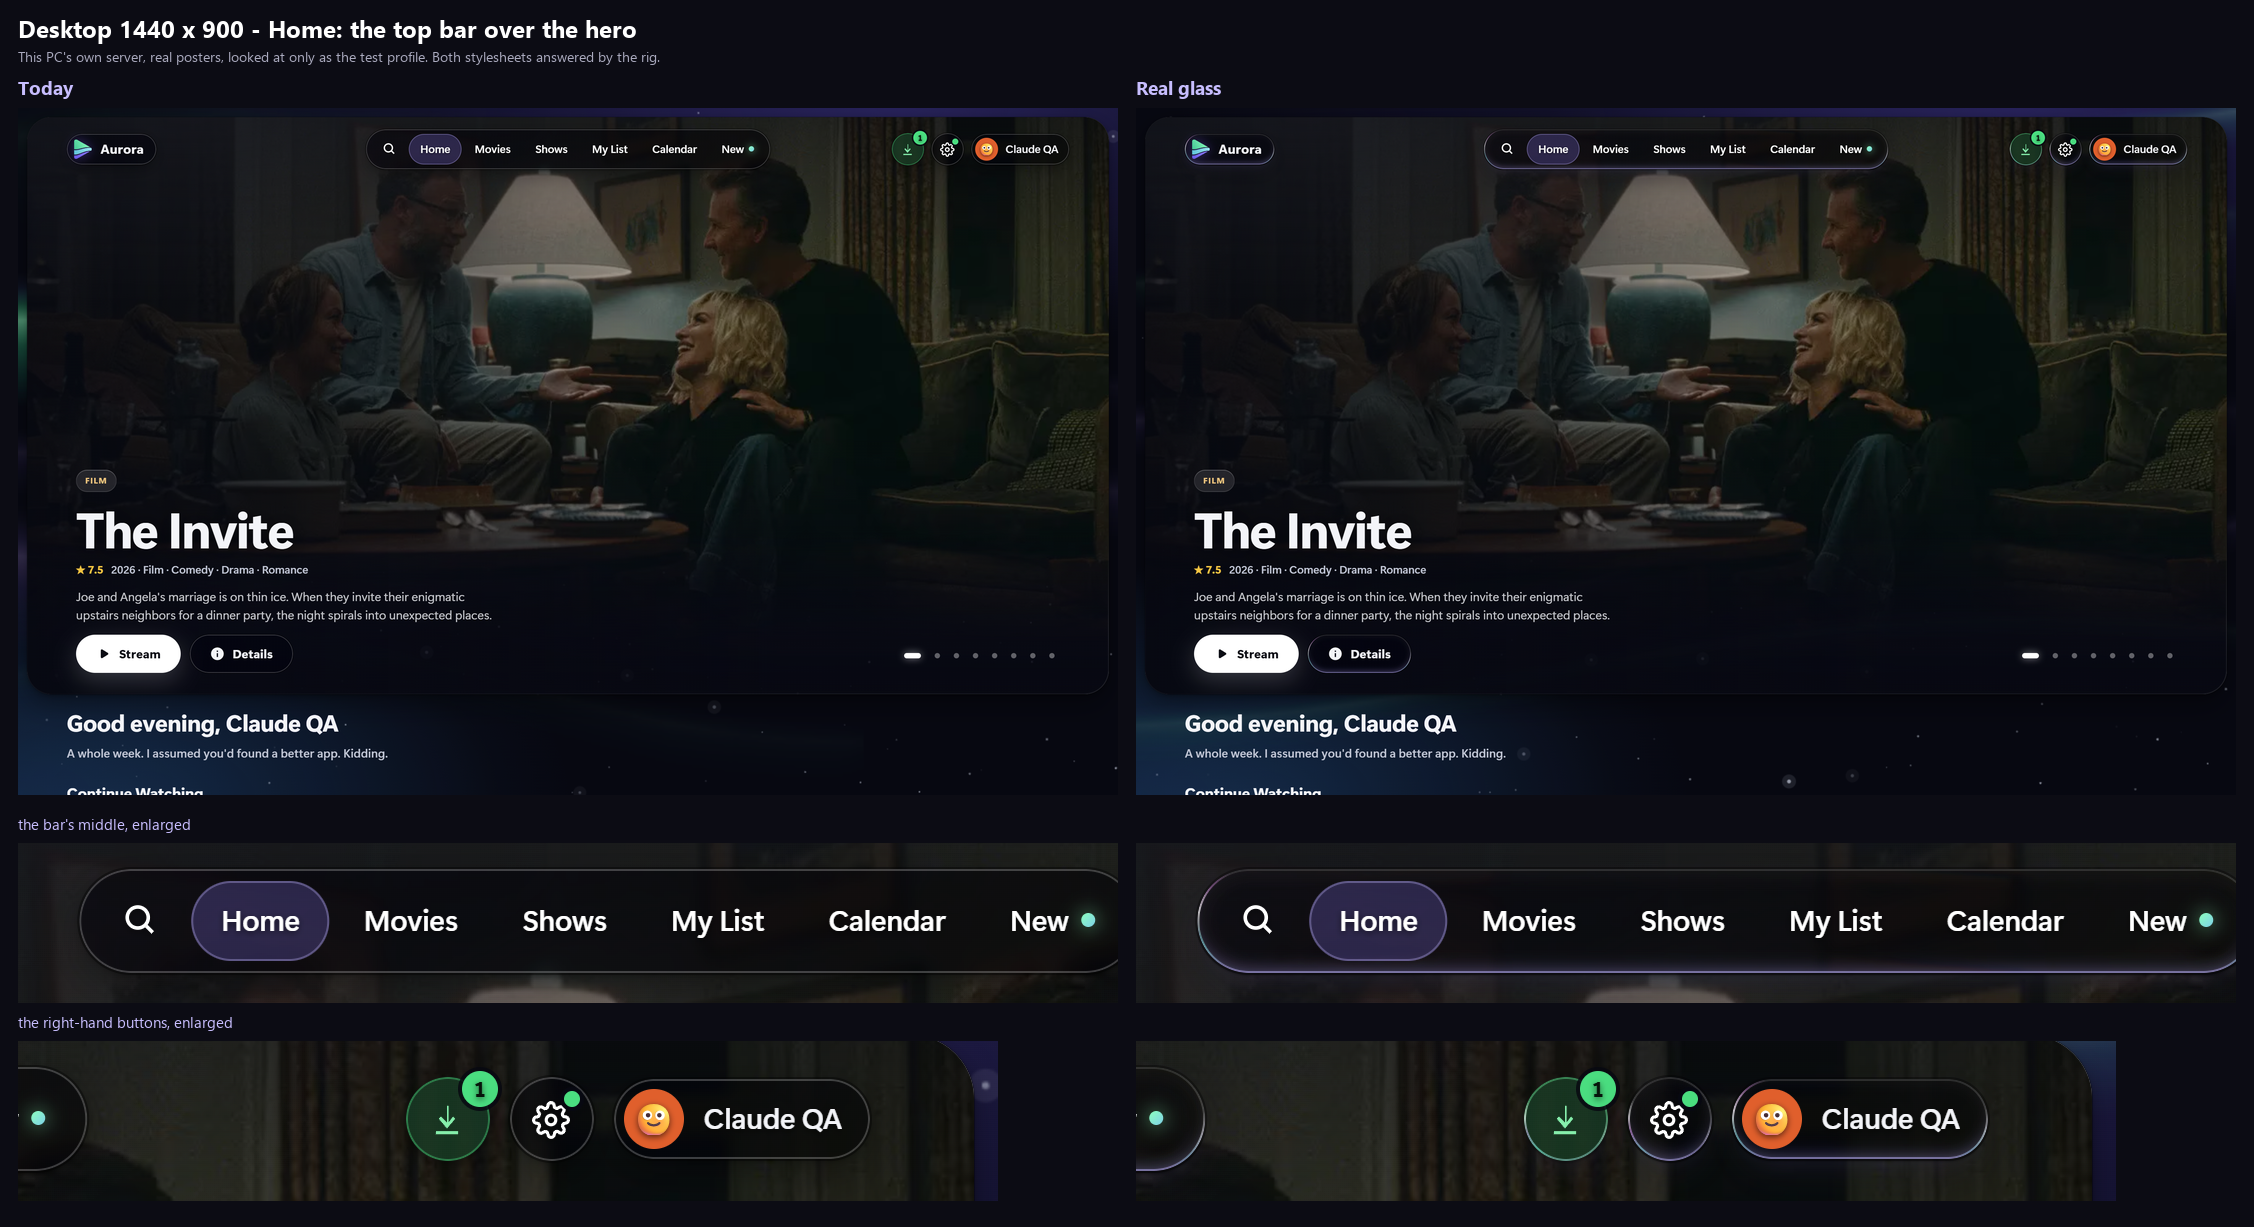 Desktop 1440 x 900 - Home: the top bar over the hero
This PC's own server, real posters, looked at only as the test profile. Both stylesheets answered by the rig.
Today
Aurora
Home Movies Shows My List Calendar New
1
Claude QA
FILM
The Invite
★ 7.5 2026 · Film · Comedy · Drama · Romance
Joe and Angela's marriage is on thin ice. When they invite their enigmatic
upstairs neighbors for a dinner party, the night spirals into unexpected places.
Stream Details
Good evening, Claude QA
A whole week. I assumed you'd found a better app. Kidding.
Continue Watching
Real glass
Aurora
Home Movies Shows My List Calendar New
1
Claude QA
FILM
The Invite
★ 7.5 2026 · Film · Comedy · Drama · Romance
Joe and Angela's marriage is on thin ice. When they invite their enigmatic
upstairs neighbors for a dinner party, the night spirals into unexpected places.
Stream Details
Good evening, Claude QA
A whole week. I assumed you'd found a better app. Kidding.
Continue Watching
the bar's middle, enlarged
Home Movies Shows My List Calendar New
Home Movies Shows My List Calendar New
the right-hand buttons, enlarged
1
Claude QA
1
Claude QA